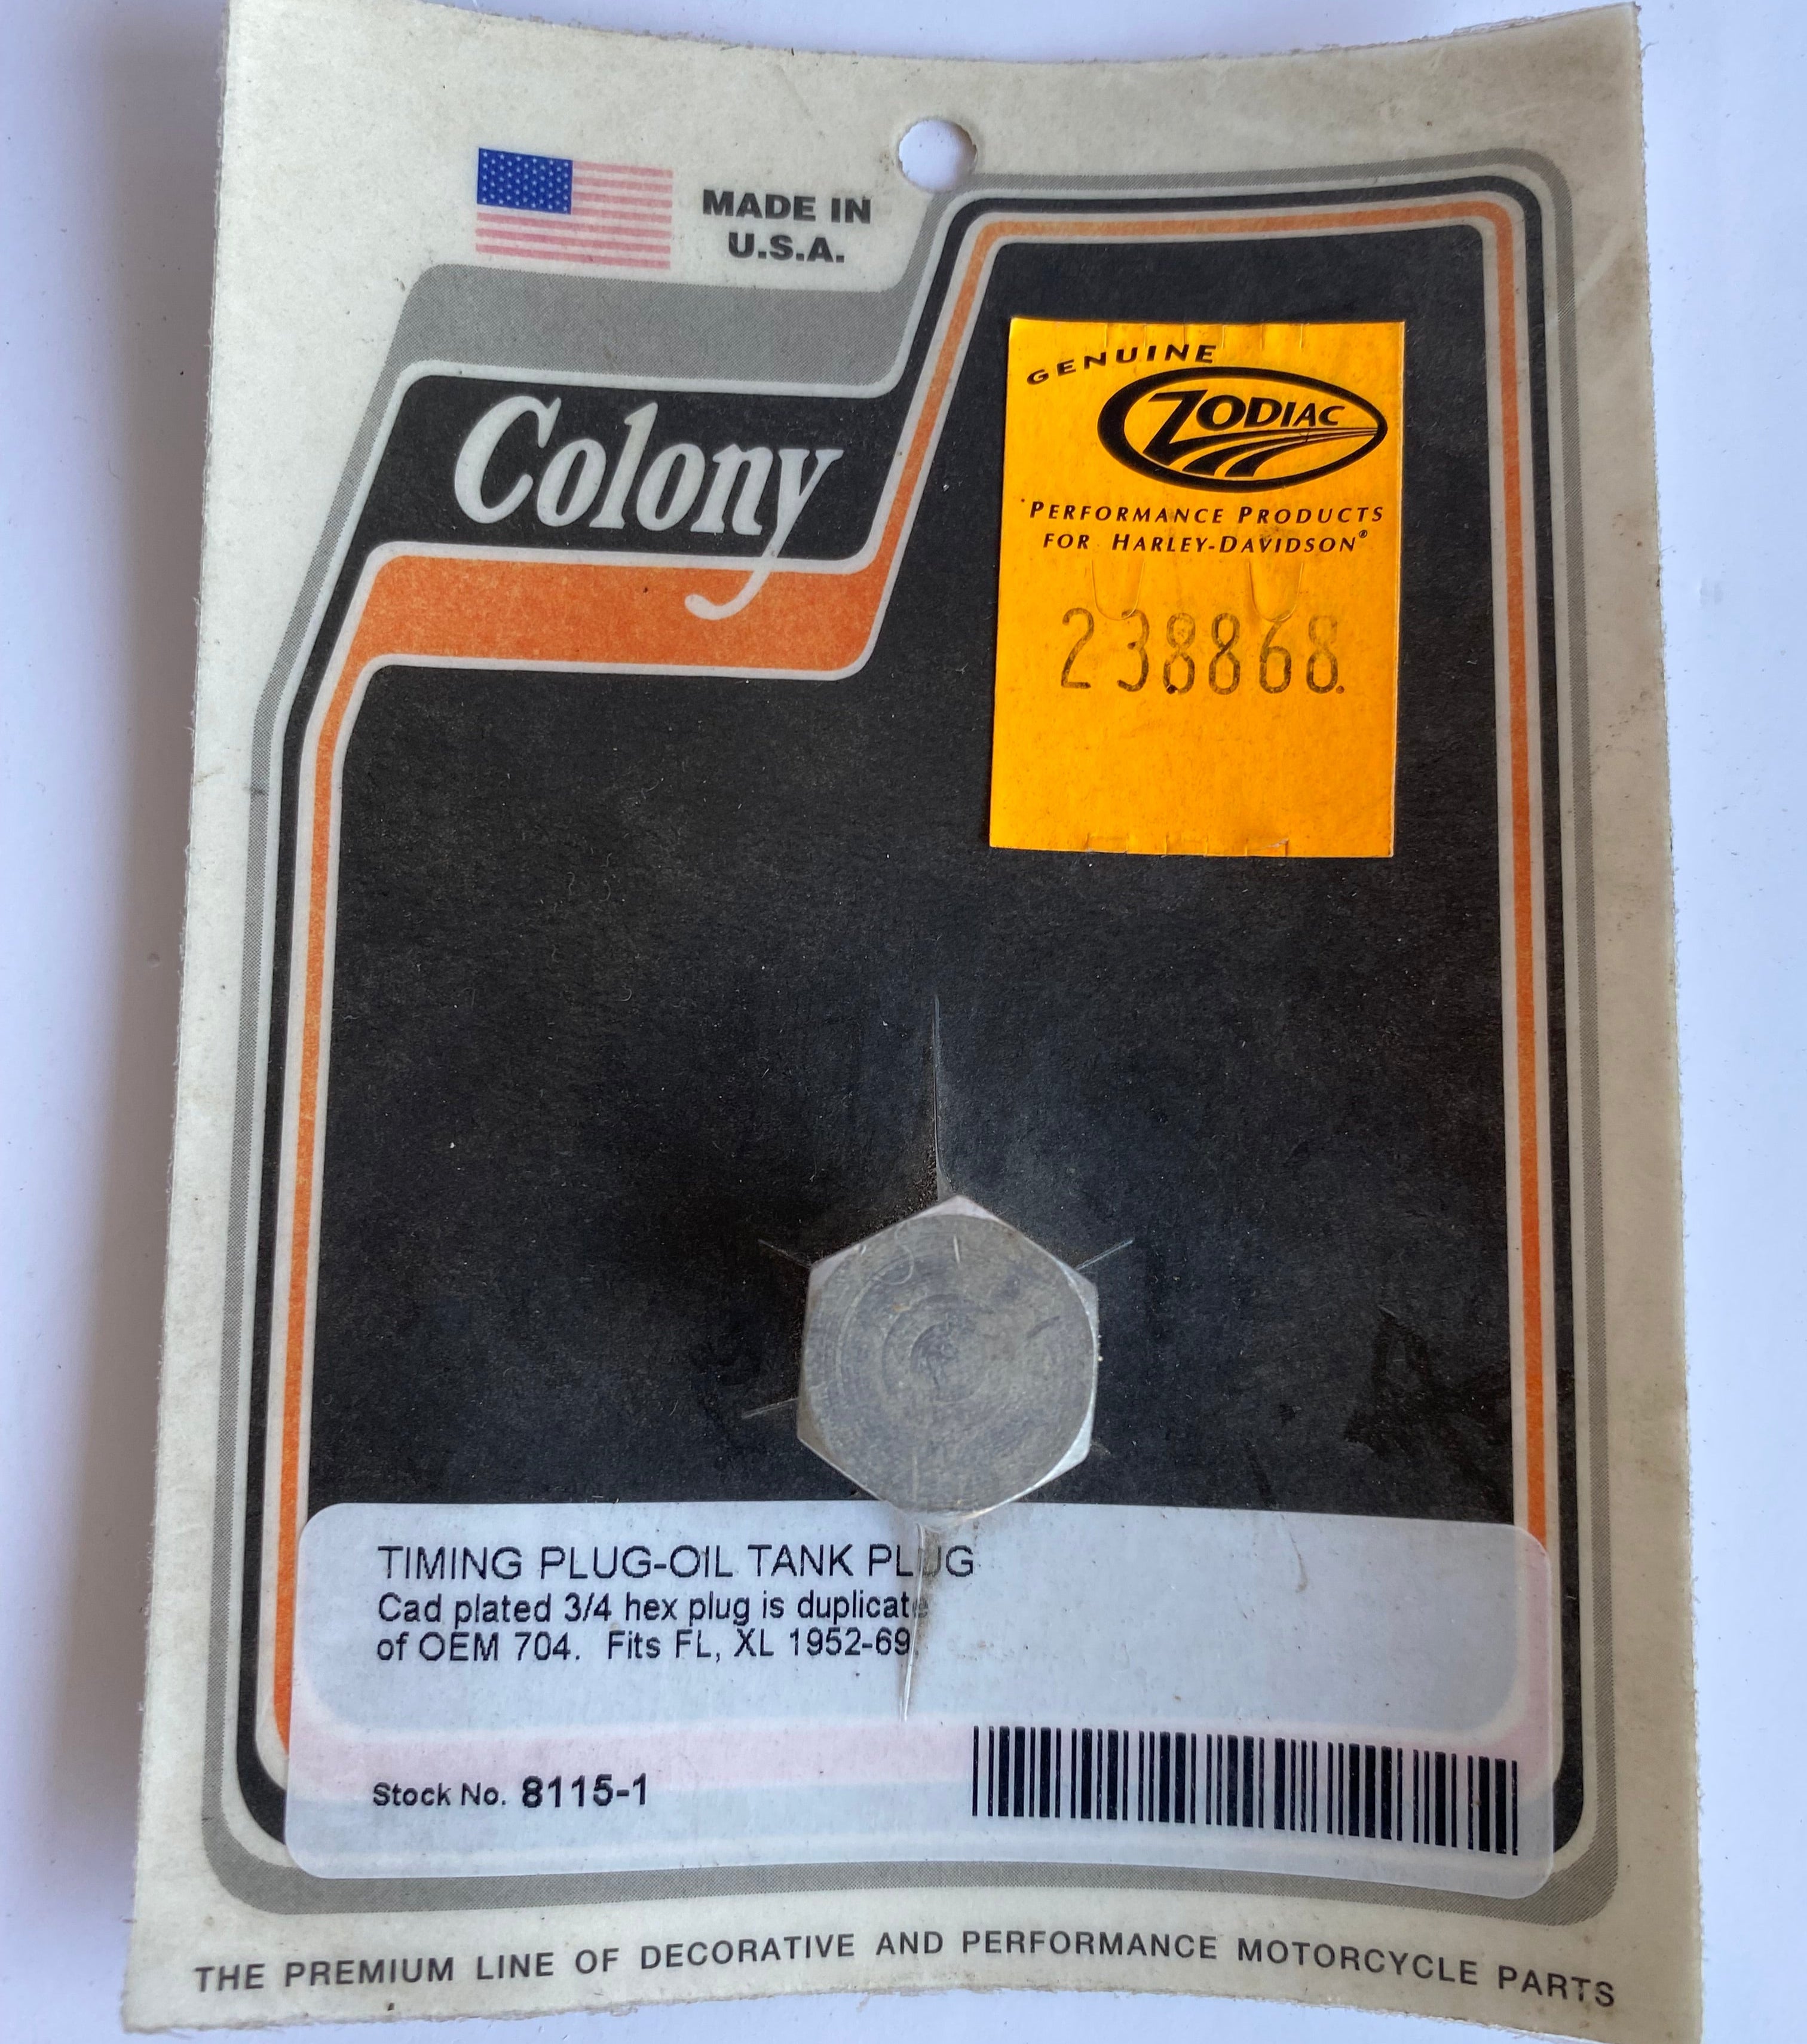 MADE IN
U.S.A.
Colony
GENUINE
ZODIAC
PERFORMANCE PRODUCTS
FOR HARLEY-DAVIDSON®
238868
TIMING PLUG-OIL TANK PLUG
Cad plated 3/4 hex plug is duplicate
of OEM 704. Fits FL, XL 1952-69
Stock No. 8115-1
THE PREMIUM LINE OF DECORATIVE AND PERFORMANCE MOTORCYCLE PARTS